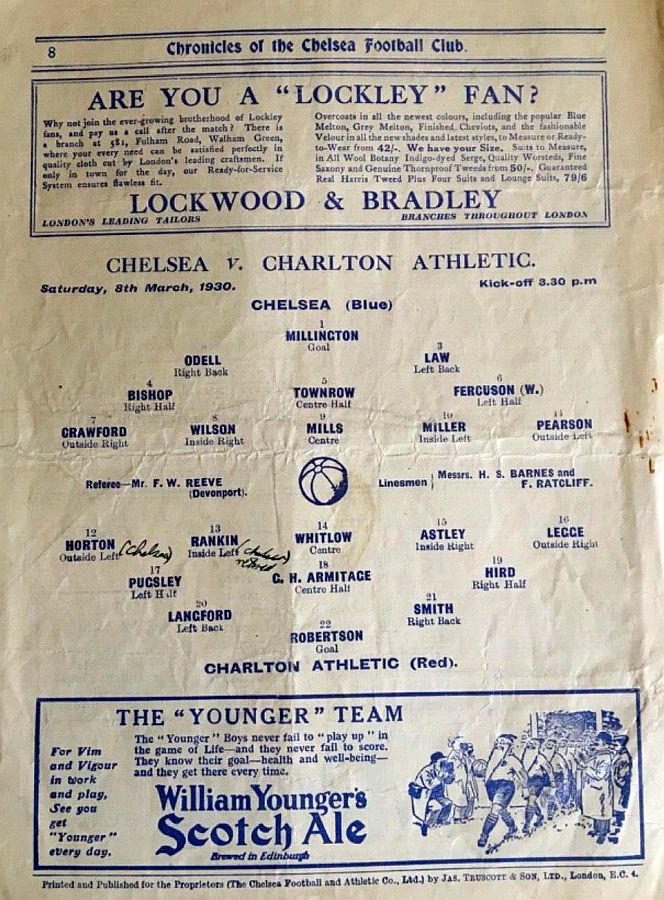 8
Chronicles of the Chelsea Football Club.
ARE YOU A "LOCKLEY" FAN?
Why not join the ever-growing brotherhood of Lockley
fans, and pay us a call after the match? There is
a branch at 581, Fulham Road, Walham Green,
where your every need can be satisfied perfectly in
quality cloth cut by London's leading craftsmen. If
only in town for the day, our Ready-for-Service
System ensures flawless fit.
Overcoats in all the newest colours, including the popular Blue
Melton, Grey Melton, Finished Cheviots, and the fashionable
Velour in all the new shades and latest styles, to Measure or Ready-
to-Wear from 42/-. We have your Size. Suits to Measure,
in All Wool Botany Indigo-dyed Serge, Quality Worsteds, Fine
Saxony and Genuine Thornproof Tweeds from 50/-. Guaranteed
Real Harris Tweed Plus Four Suits and Lounge Suits, 79/6
LOCKWOOD & BRADLEY
LONDON'S LEADING TAILORS
BRANCHES THROUGHOUT LONDON
CHELSEA V. CHARLTON ATHLETIC.
Saturday, 8th March, 1930.
Kick-off 3.30 p.m
CHELSEA (Blue)
1
MILLINGTON
Goal
3
ODELL
LAW
Right Back
Left Back
4 5 6
BISHOP TOWNROW FERGUSON (W.)
Right Half Centre Half Left Half
7 8 9 10 11
CRAWFORD WILSON MILLS MILLER PEARSON
Outside Right Inside Right Centre Inside Left Outside Left
Referee—Mr. F. W. REEVE
(Devonport).
Linesmen Messrs. H. S. BARNES and
F. RATCLIFF.
12 13 14 15 16
HORTON (Chelsea) RANKIN (Chelsea WHITLOW ASTLEY LEGGE
Outside Left Inside Left Centre Inside Right Outside Right
17 18 19
PUGSLEY G. H. ARMITAGE HIRD
Left Half Centre Half Right Half
20 21
LANGFORD SMITH
Left Back Right Back
22
ROBERTSON
Goal
CHARLTON ATHLETIC (Red).
THE "YOUNGER" TEAM
For Vim
and Vigour
in work
and play,
See you
get
"Younger"
every day.
The "Younger" Boys never fail to "play up" in
the game of Life—and they never fail to score.
They know their goal—health and well-being—
and they get there every time.
William Younger's
Scotch Ale
Brewed in Edinburgh
Printed and Published for the Proprietors (The Chelsea Football and Athletic Co., Ltd.) by JAS. TRUSCOTT & SON, LTD., London, E.C. 4.